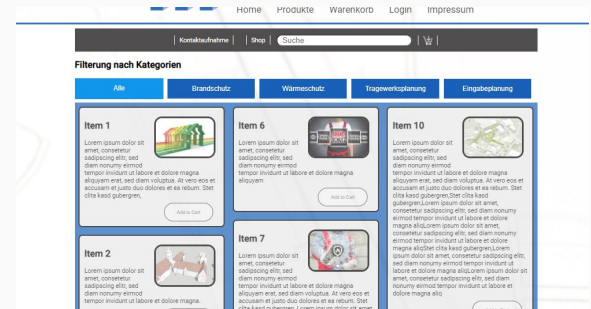 Home Produkte Warenkorb Login Impressum
Kontaktaufnahme | Shop Suche
Filterung nach Kategorien
Alle Brandschutz Wärmeschutz Tragewerksplanung Eingabeplanung
Item 1
Lorem ipsum dolor sit
amet, consetetur
sadipscing elitr, sed
diam nonumy eirmod
tempor invidunt ut labore et dolore magna
aliquyam erat, sed diam voluptua. At vero eos et
accusam et justo duo dolores et ea rebum. Stet
clita kasd gubergren,
Add to Cart
Item 2
Lorem ipsum dolor sit
amet, consetetur
sadipscing elitr, sed
diam nonumy eirmod
tempor invidunt ut labore et dolore magna.
Item 6
Lorem ipsum dolor sit
amet, consetetur
sadipscing elitr, sed
diam nonumy eirmod
tempor invidunt ut labore et dolore magna
aliquyam
Add to Cart
Item 7
Lorem ipsum dolor sit
amet, consetetur
sadipscing elitr, sed
diam nonumy eirmod
tempor invidunt ut labore et dolore magna
aliquyam erat, sed diam voluptua. At vero eos et
accusam et justo duo dolores et ea rebum. Stet
clita kasd gubergren, Lorem ipsum dolor sit amet
Item 10
Lorem ipsum dolor sit
amet, consetetur
sadipscing elitr, sed
diam nonumy eirmod
tempor invidunt ut labore et dolore magna
aliquyam erat, sed diam voluptua. At vero eos et
accusam et justo duo dolores et ea rebum. Stet
clita kasd gubergren,Stet clita kasd
gubergren,Lorem ipsum dolor sit amet,
consetetur sadipscing elitr, sed diam nonumy
eirmod tempor invidunt ut labore et dolore
magna aliqLorem ipsum dolor sit amet,
consetetur sadipscing elitr, sed diam nonumy
eirmod tempor invidunt ut labore et dolore
magna aliqStet clita kasd gubergren,Lorem
ipsum dolor sit amet, consetetur sadipscing elitr,
sed diam nonumy eirmod tempor invidunt ut
labore et dolore magna aliqLorem ipsum dolor sit
amet, consetetur sadipscing elitr, sed diam
nonumy eirmod tempor invidunt ut labore et
dolore magna aliq